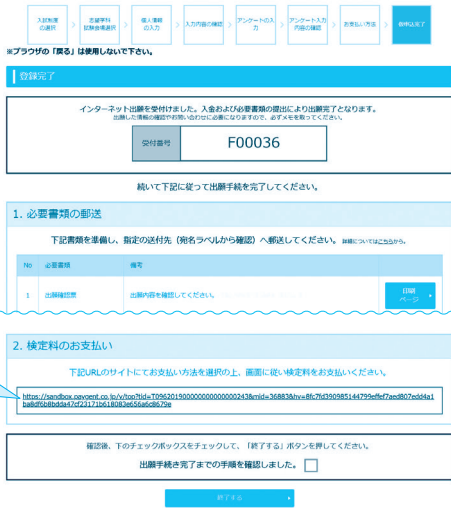 入試制度
の選択
志望学科
試験会場選択
個人情報
の入力
入力内容の確認
アンケートの入
力
アンケート入力
内容の確認
お支払い方法
※ブラウザの「戻る」は使用しないで下さい。
登録完了
インターネット出願を受付けました。入金および必要書類の提出により出願完了となります。
出願した情報の確認やお問い合わせに必要になりますので、必ずメモを取ってください。
受付番号
F00036
続いて下記に従って出願手続を完了してください。
1. 必要書類の郵送
下記書類を準備し、指定の送付先（宛名ラベルから確認）へ郵送してください。 詳細についてはこちらから。
No 必要書類 備考
1 出願確認票 出願内容を確認してください。
印刷
ページ
2. 検定料のお支払い
下記URLのサイトにてお支払い方法を選択の上、画面に従い検定料をお支払いください。
確認後、下のチェックボックスをチェックして、「終了する」ボタンを押してください。
出願手続き完了までの手順を確認しました。
終了する